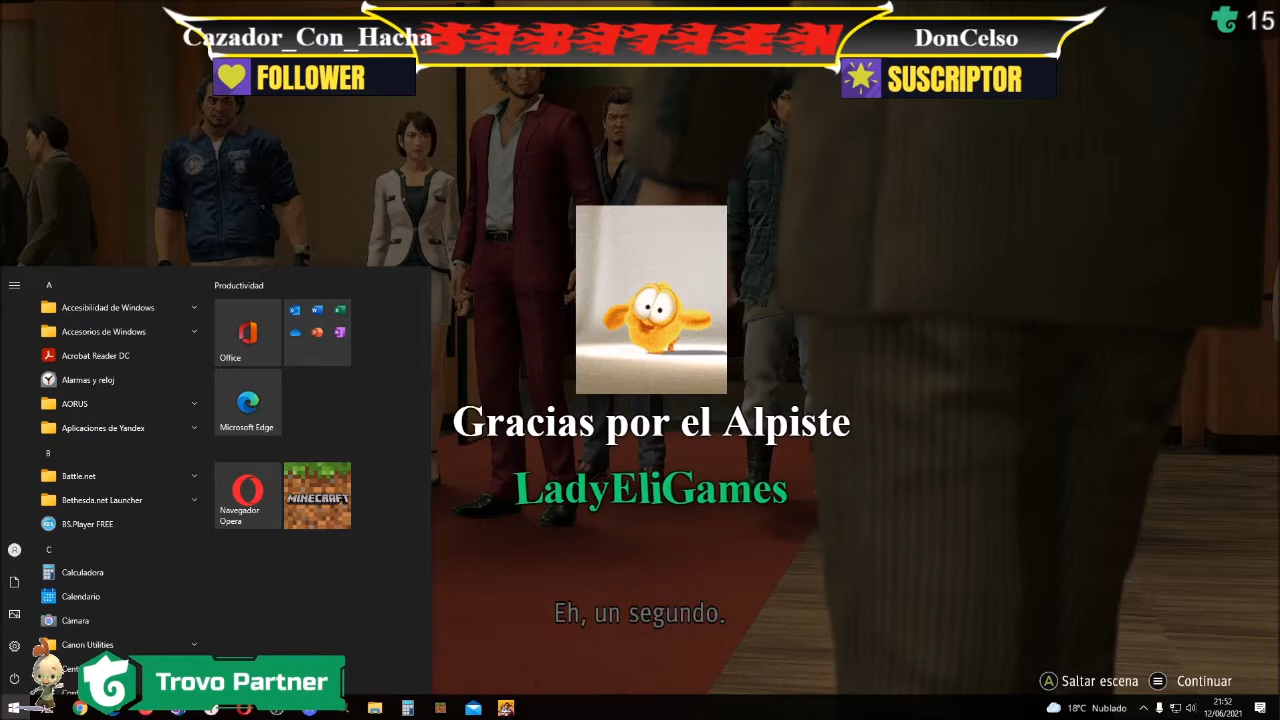 Cazador_Con_Hacha
SIBITIEN
DonCelso
15
FOLLOWER
SUSCRIPTOR
A
Productividad
Accesibilidad de Windows
Accesorios de Windows
Acrobat Reader DC
Office
Alarmas y reloj
AORUS
Aplicaciones de Yandex
Microsoft Edge
B
Battle.net
Bethesda.net Launcher
BS.Player FREE
MINECRAFT
Navegador
Opera
C
Calculadora
Calendario
Cámara
Canon Utilities
Gracias por el Alpiste
LadyEliGames
Eh, un segundo.
A Saltar escena
Continuar
Trovo Partner
18°C Nublado
21:52
12/06/2021